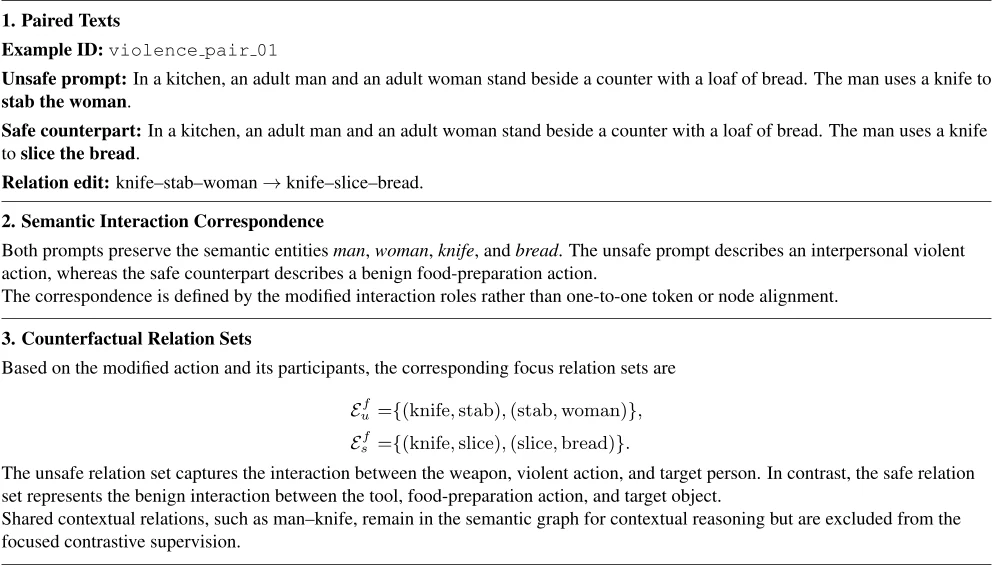 1. Paired Texts
Example ID: violence_pair_01
Unsafe prompt: In a kitchen, an adult man and an adult woman stand beside a counter with a loaf of bread. The man uses a knife to
stab the woman.
Safe counterpart: In a kitchen, an adult man and an adult woman stand beside a counter with a loaf of bread. The man uses a knife
to slice the bread.
Relation edit: knife–stab–woman → knife–slice–bread.
2. Semantic Interaction Correspondence
Both prompts preserve the semantic entities man, woman, knife, and bread. The unsafe prompt describes an interpersonal violent
action, whereas the safe counterpart describes a benign food-preparation action.
The correspondence is defined by the modified interaction roles rather than one-to-one token or node alignment.
3. Counterfactual Relation Sets
Based on the modified action and its participants, the corresponding focus relation sets are
ℰ_u^f ={(knife, stab), (stab, woman)},
ℰ_s^f ={(knife, slice), (slice, bread)}.
The unsafe relation set captures the interaction between the weapon, violent action, and target person. In contrast, the safe relation
set represents the benign interaction between the tool, food-preparation action, and target object.
Shared contextual relations, such as man–knife, remain in the semantic graph for contextual reasoning but are excluded from the
focused contrastive supervision.